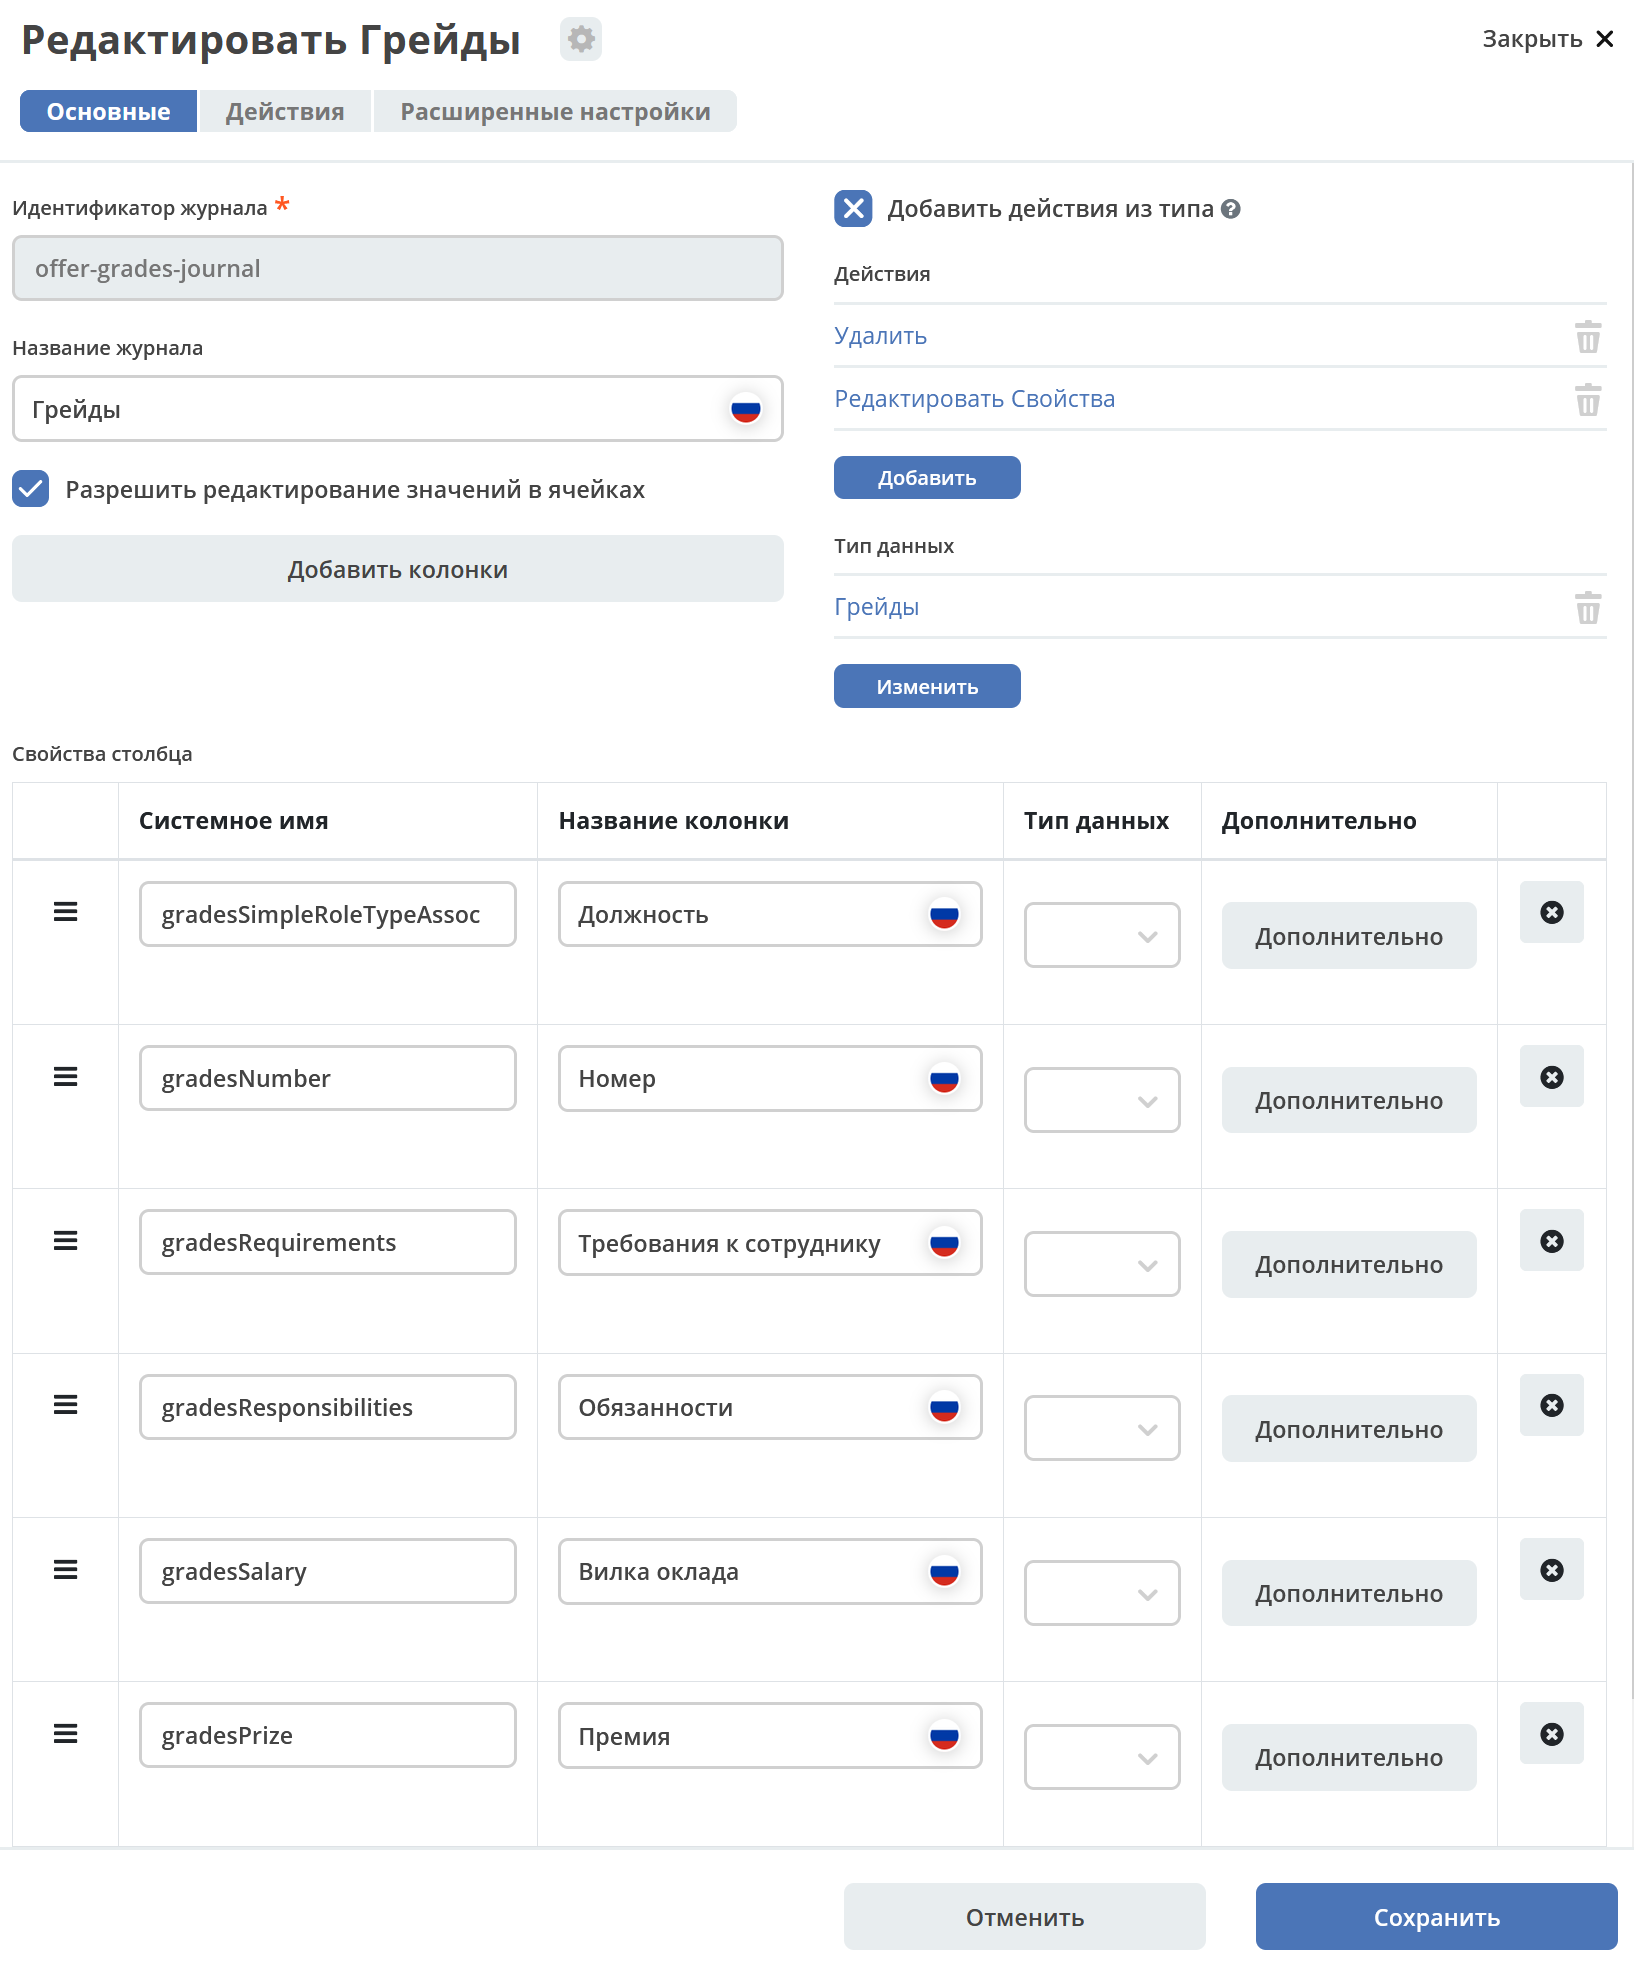 Редактировать Грейды
Закрыть
Основные
Действия
Расширенные настройки
Идентификатор журнала *
offer-grades-journal
Название журнала
Грейды
Разрешить редактирование значений в ячейках
Добавить колонки
Добавить действия из типа
Действия
Удалить
Редактировать Свойства
Добавить
Тип данных
Грейды
Изменить
Свойства столбца
Системное имя
Название колонки
Тип данных
Дополнительно
gradesSimpleRoleTypeAssoc
Должность
Дополнительно
gradesNumber
Номер
Дополнительно
gradesRequirements
Требования к сотруднику
Дополнительно
gradesResponsibilities
Обязанности
Дополнительно
gradesSalary
Вилка оклада
Дополнительно
gradesPrize
Премия
Дополнительно
Отменить
Сохранить